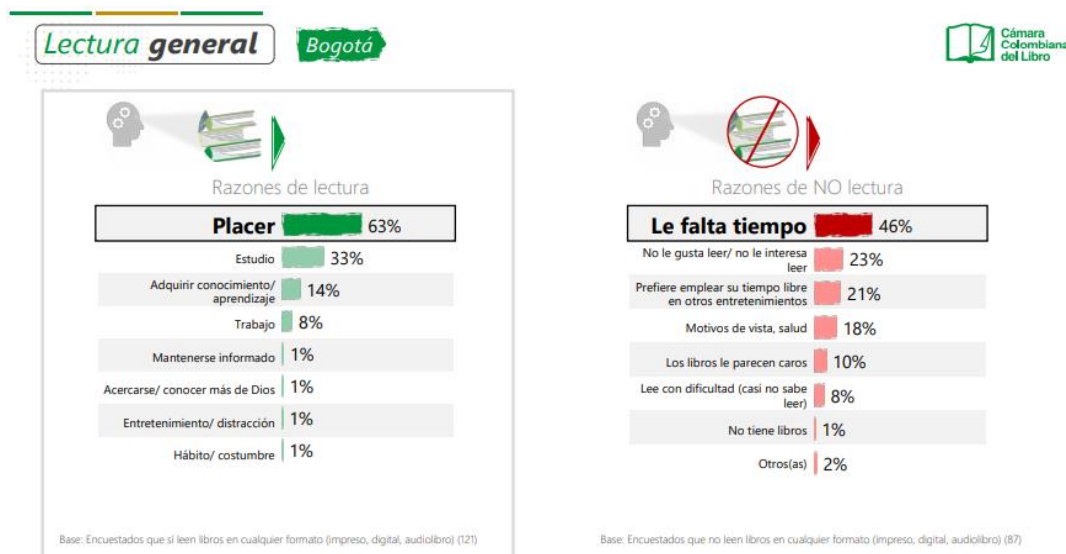 Lectura general
Bogotá
Cámara
Colombiana
del Libro
Razones de lectura
Placer 63%
Estudio 33%
Adquirir conocimiento/
aprendizaje 14%
Trabajo 8%
Mantenerse informado 1%
Acercarse/ conocer más de Dios 1%
Entretenimiento/ distracción 1%
Hábito/ costumbre 1%
Base: Encuestados que sí leen libros en cualquier formato (impreso, digital, audiolibro) (121)
Razones de NO lectura
Le falta tiempo 46%
No le gusta leer/ no le interesa
leer 23%
Prefiere emplear su tiempo libre
en otros entretenimientos 21%
Motivos de vista, salud 18%
Los libros le parecen caros 10%
Lee con dificultad (casi no sabe
leer) 8%
No tiene libros 1%
Otros(as) 2%
Base: Encuestados que no leen libros en cualquier formato (impreso, digital, audiolibro) (87)